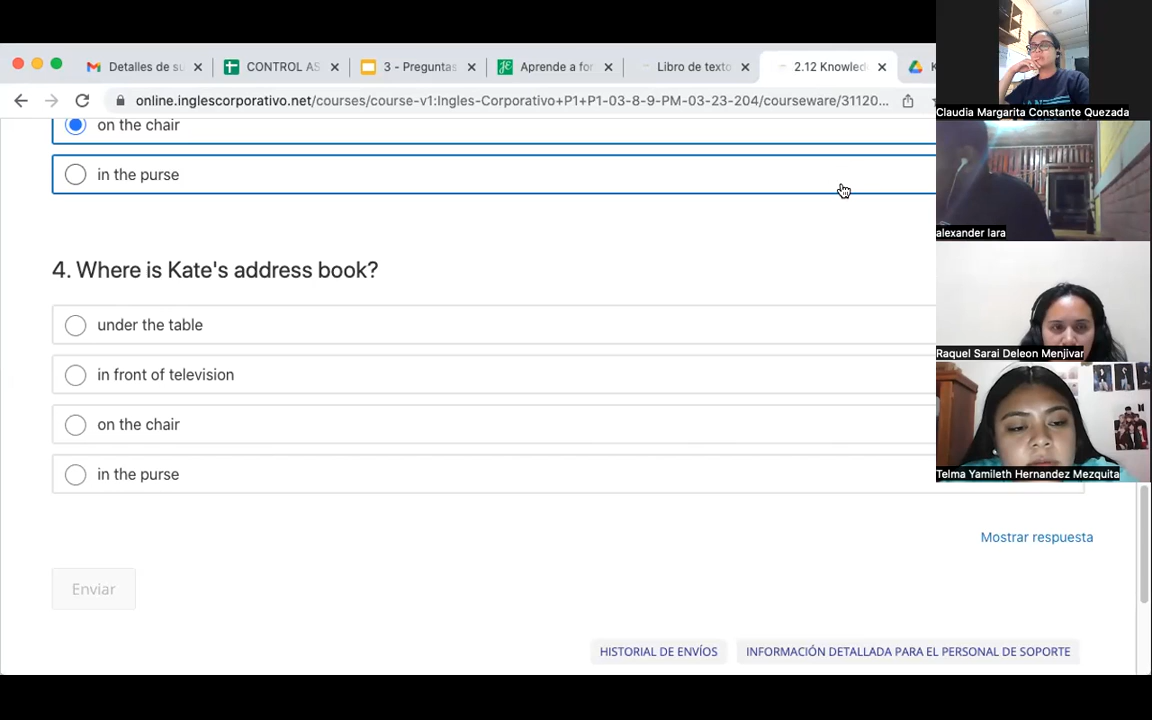 Detalles de su
CONTROL AS
3 - Preguntas
Aprende a for
Libro de texto
2.12 Knowled
online.inglescorporativo.net/courses/course-v1:Ingles-Corporativo+P1+P1-03-8-9-PM-03-23-204/courseware/31120...
on the chair
in the purse
4. Where is Kate's address book?
under the table
in front of television
on the chair
in the purse
Mostrar respuesta
Enviar
HISTORIAL DE ENVÍOS
INFORMACIÓN DETALLADA PARA EL PERSONAL DE SOPORTE
Claudia Margarita Constante Quezada
alexander lara
Raquel Sarai Deleon Menjivar
Telma Yamileth Hernandez Mezquita